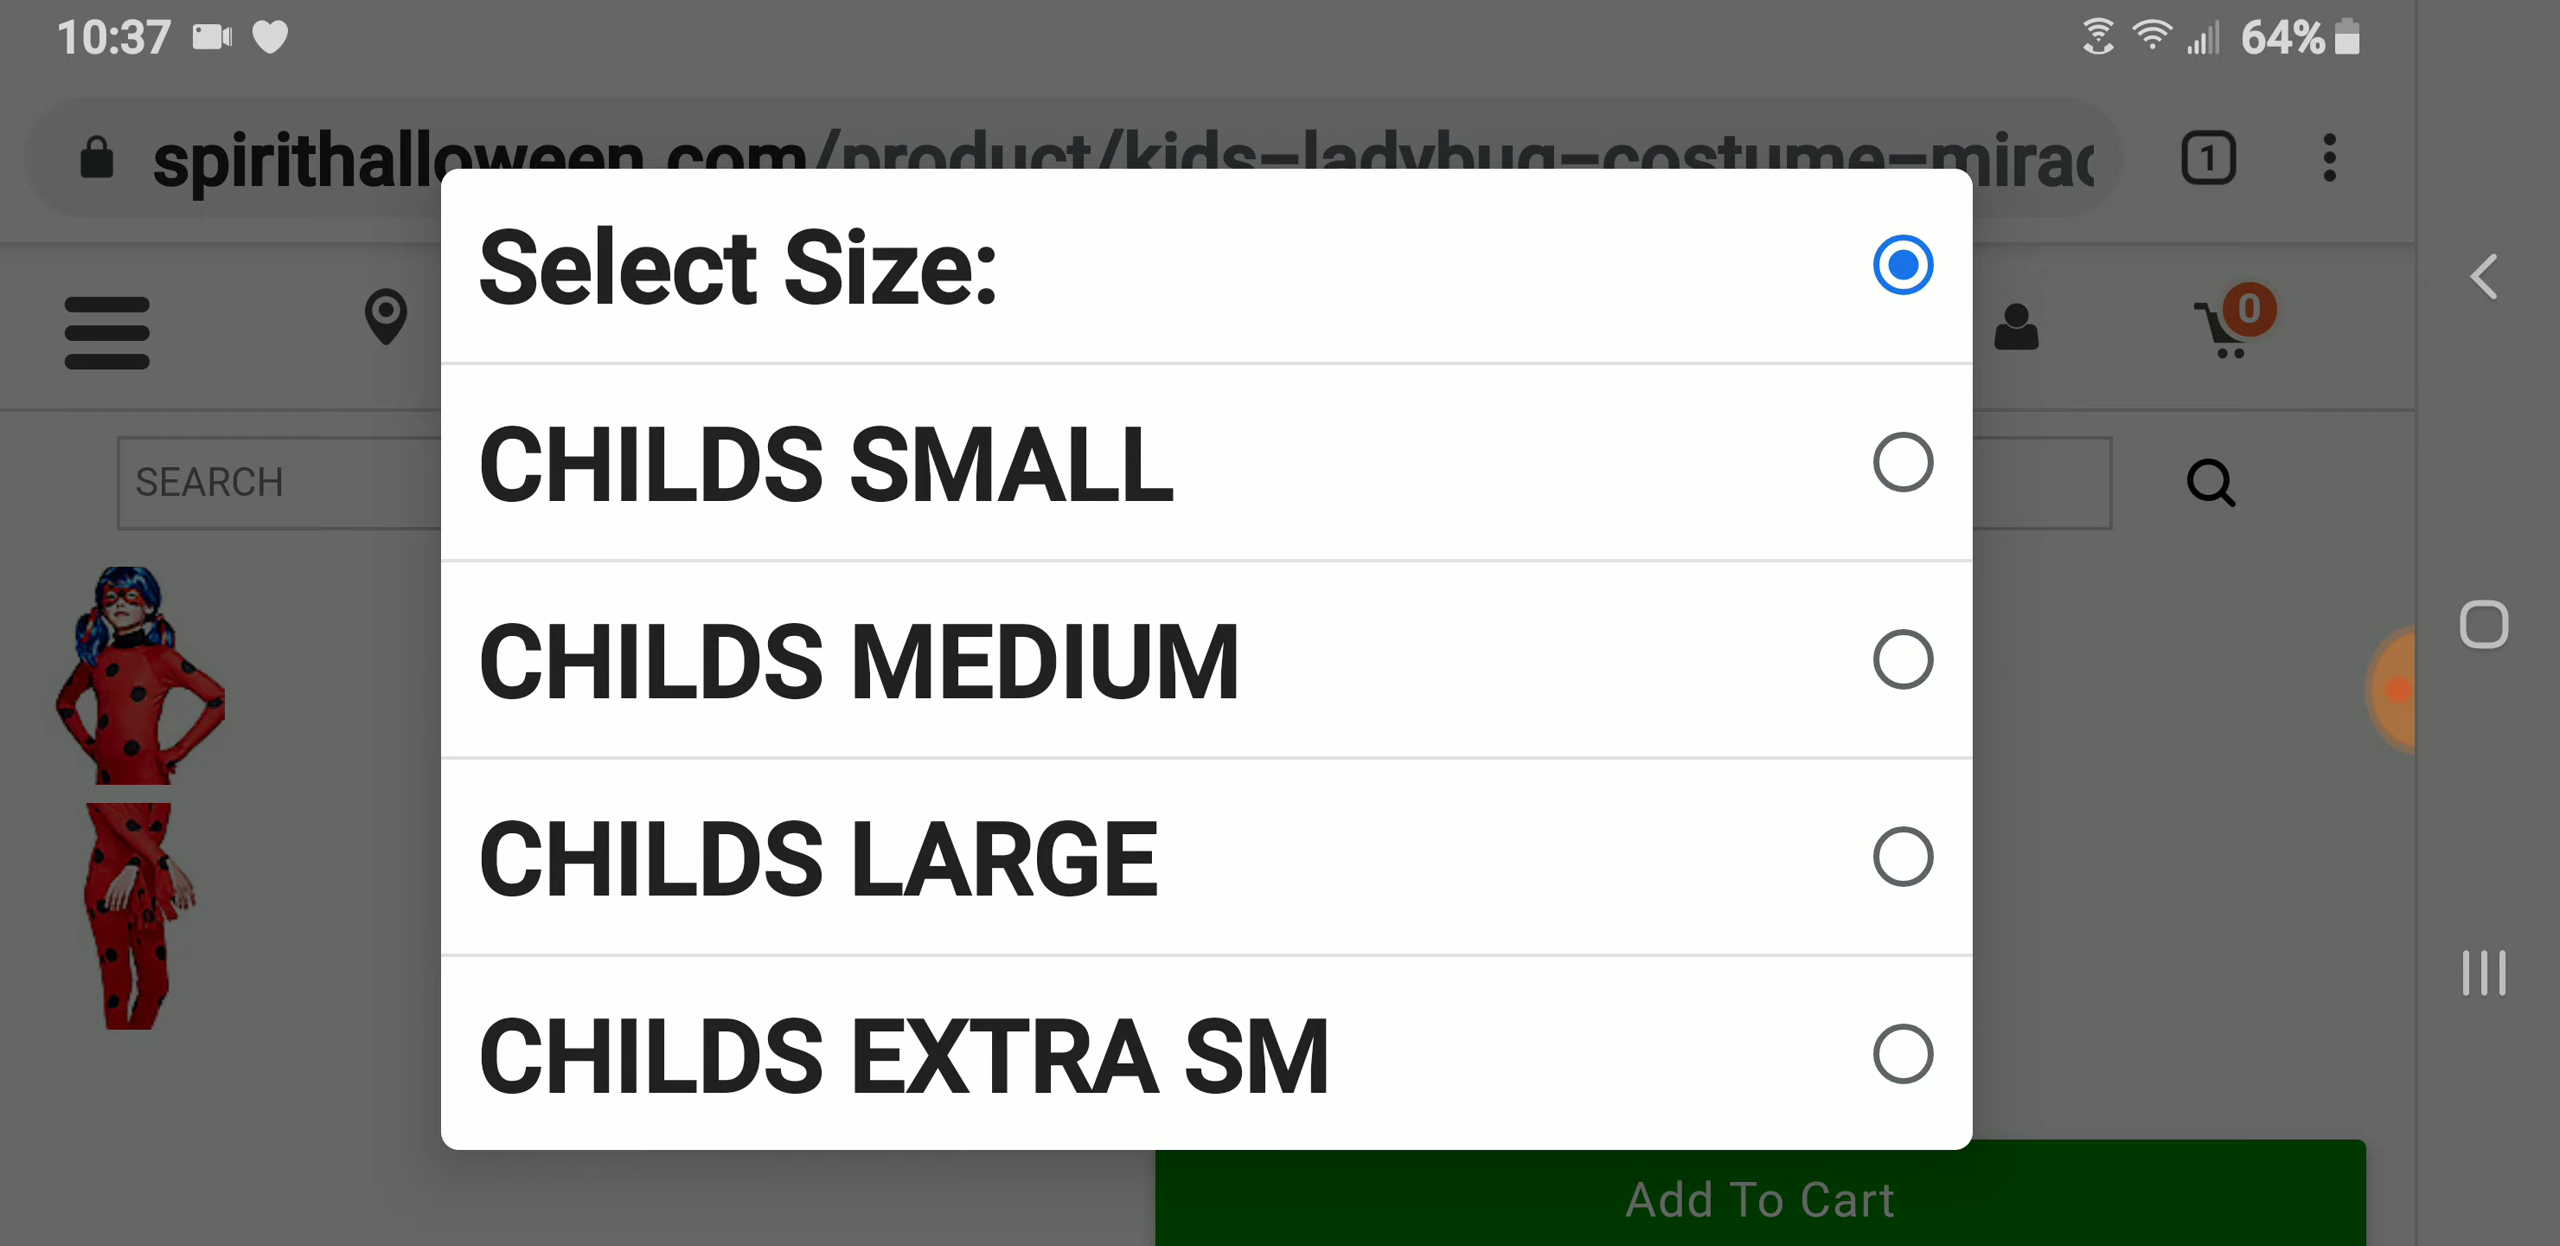 10:37
64%
spirithalloween.com/product/kids-ladybug-costume-mirac
1
Select Size:
0
CHILDS SMALL
SEARCH
CHILDS MEDIUM
CHILDS LARGE
CHILDS EXTRA SM
Add To Cart